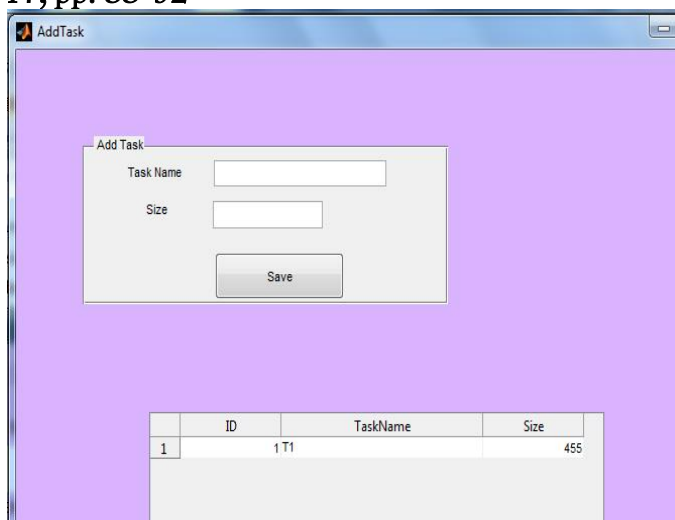 AddTask
Add Task
Task Name
Size
Save
ID TaskName Size
1 1 T1 455